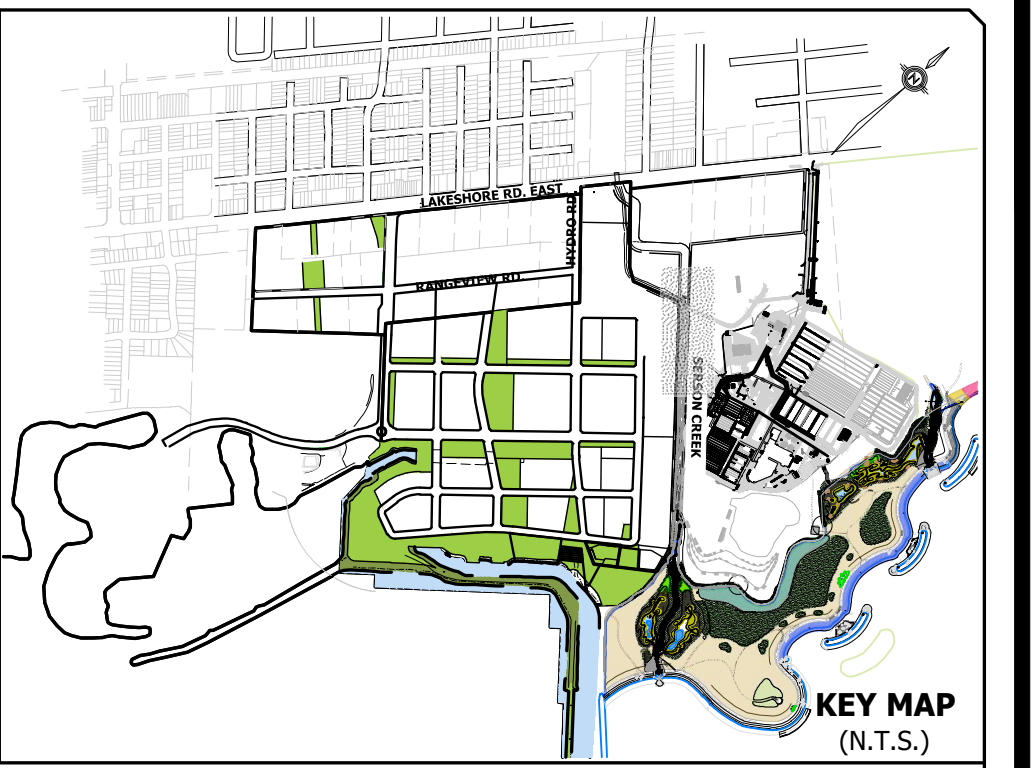 N
LAKESHORE RD. EAST
HYDRO RD.
RANGEVIEW RD.
SERSON CREEK
KEY MAP
(N.T.S.)